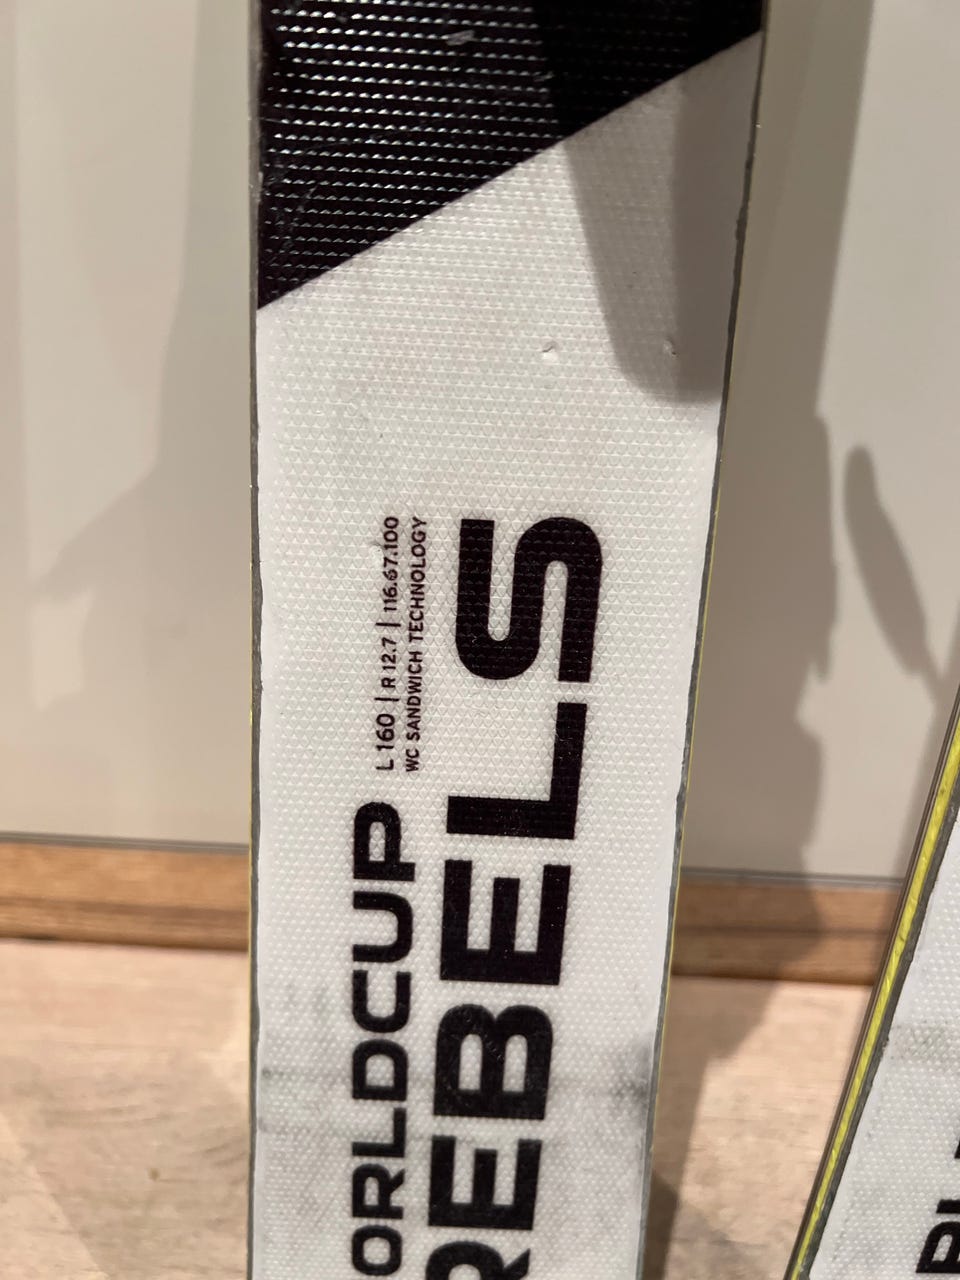 L 160 | R 12.7 | 116.67.100
WC SANDWICH TECHNOLOGY
ORLDCUP
REBELS